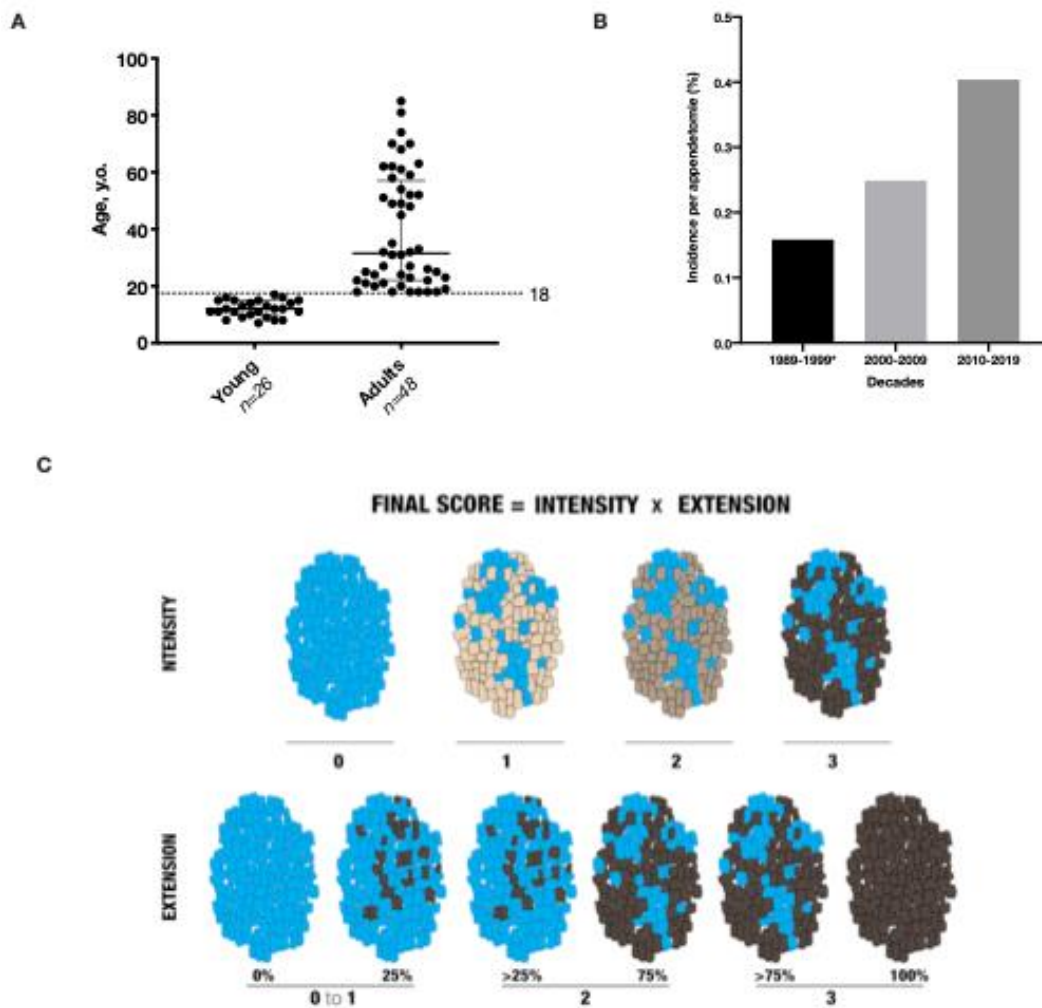 A
100
80
60
40
20
0
Age, y.o.
18
Young
n=26
Adults
n=48
B
0.5
0.4
0.3
0.2
0.1
0.0
Incidence per appendetomie (%)
1989-1999* 2000-2009 2010-2019
Decades
C
FINAL SCORE = INTENSITY x EXTENSION
NTENSITY
0 1 2 3
EXTENSION
0% 25% >25% 75% >75% 100%
0 to 1 2 3